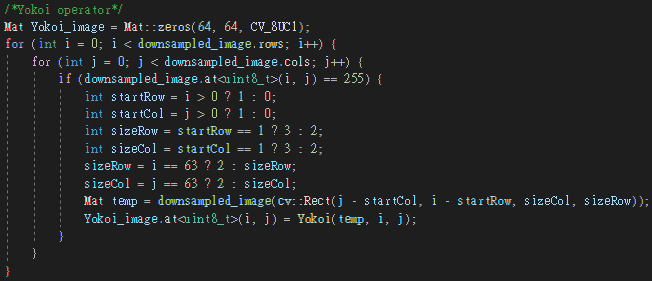 /*Yokoi operator*/
Mat Yokoi_image = Mat::zeros(64, 64, CV_8UC1);
for (int i = 0; i < downsampled_image.rows; i++) {
    for (int j = 0; j < downsampled_image.cols; j++) {
        if (downsampled_image.at<uint8_t>(i, j) == 255) {
            int startRow = i > 0 ? 1 : 0;
            int startCol = j > 0 ? 1 : 0;
            int sizeRow = startRow == 1 ? 3 : 2;
            int sizeCol = startCol == 1 ? 3 : 2;
            sizeRow = i == 63 ? 2 : sizeRow;
            sizeCol = j == 63 ? 2 : sizeCol;
            Mat temp = downsampled_image(cv::Rect(j - startCol, i - startRow, sizeCol, sizeRow));
            Yokoi_image.at<uint8_t>(i, j) = Yokoi(temp, i, j);
        }
    }
}